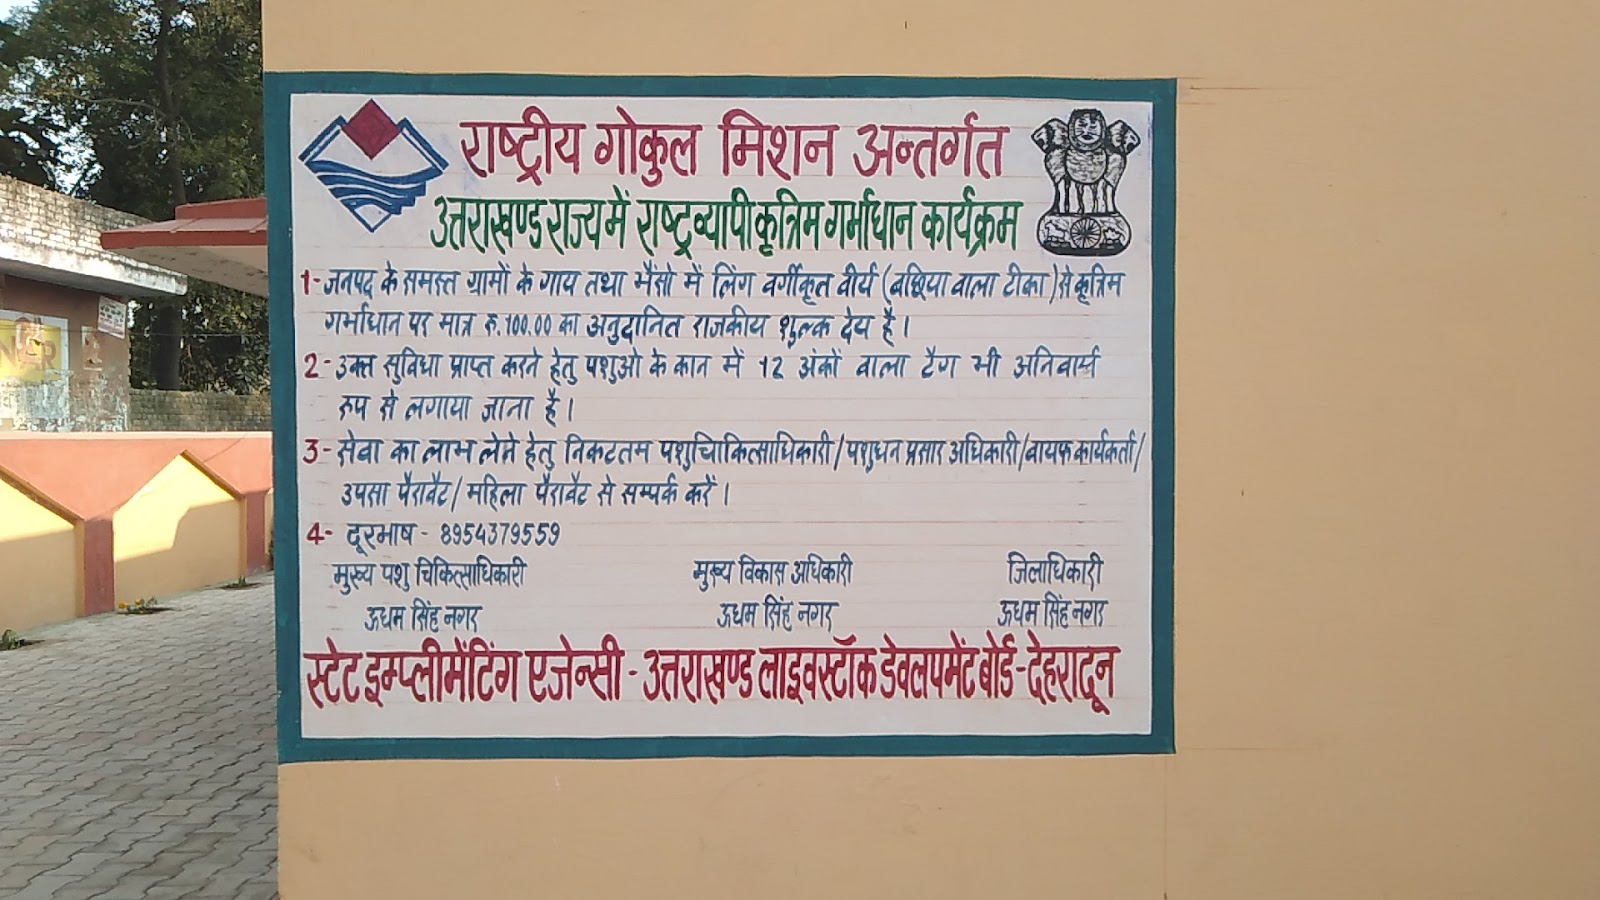 राष्ट्रीय गोकुल मिशन अन्तर्गत
उत्तराखण्ड राज्य में राष्ट्रव्यापी कृत्रिम गर्भाधान कार्यक्रम
1- जनपद के समस्त ग्रामों के गाय तथा भैंसो में लिंग वर्गीकृत वीर्य (बछिया वाला टीका) से कृत्रिम
गर्भाधान पर मात्र रु.100.00 का अनुदानित राजकीय शुल्क देय है।
2- उक्त सुविधा प्राप्त करने हेतु पशुओ के कान में 12 अंकों वाला टैग भी अनिवार्य
रूप से लगाया जाना है।
3- सेवा का लाभ लेने हेतु निकटतम पशुचिकित्साधिकारी/पशुधन प्रसार अधिकारी/वायफ कार्यकर्ता/
उपसा पैरावैट/महिला पैरावैट से सम्पर्क करें।
4- दूरभाष - 8954379559
मुख्य पशु चिकित्साधिकारी मुख्य विकास अधिकारी जिलाधिकारी
ऊधम सिंह नगर ऊधम सिंह नगर ऊधम सिंह नगर
स्टेट इम्प्लीमेंटिंग एजेन्सी - उत्तराखण्ड लाइवस्टॉक डेवलपमेंट बोर्ड - देहरादून